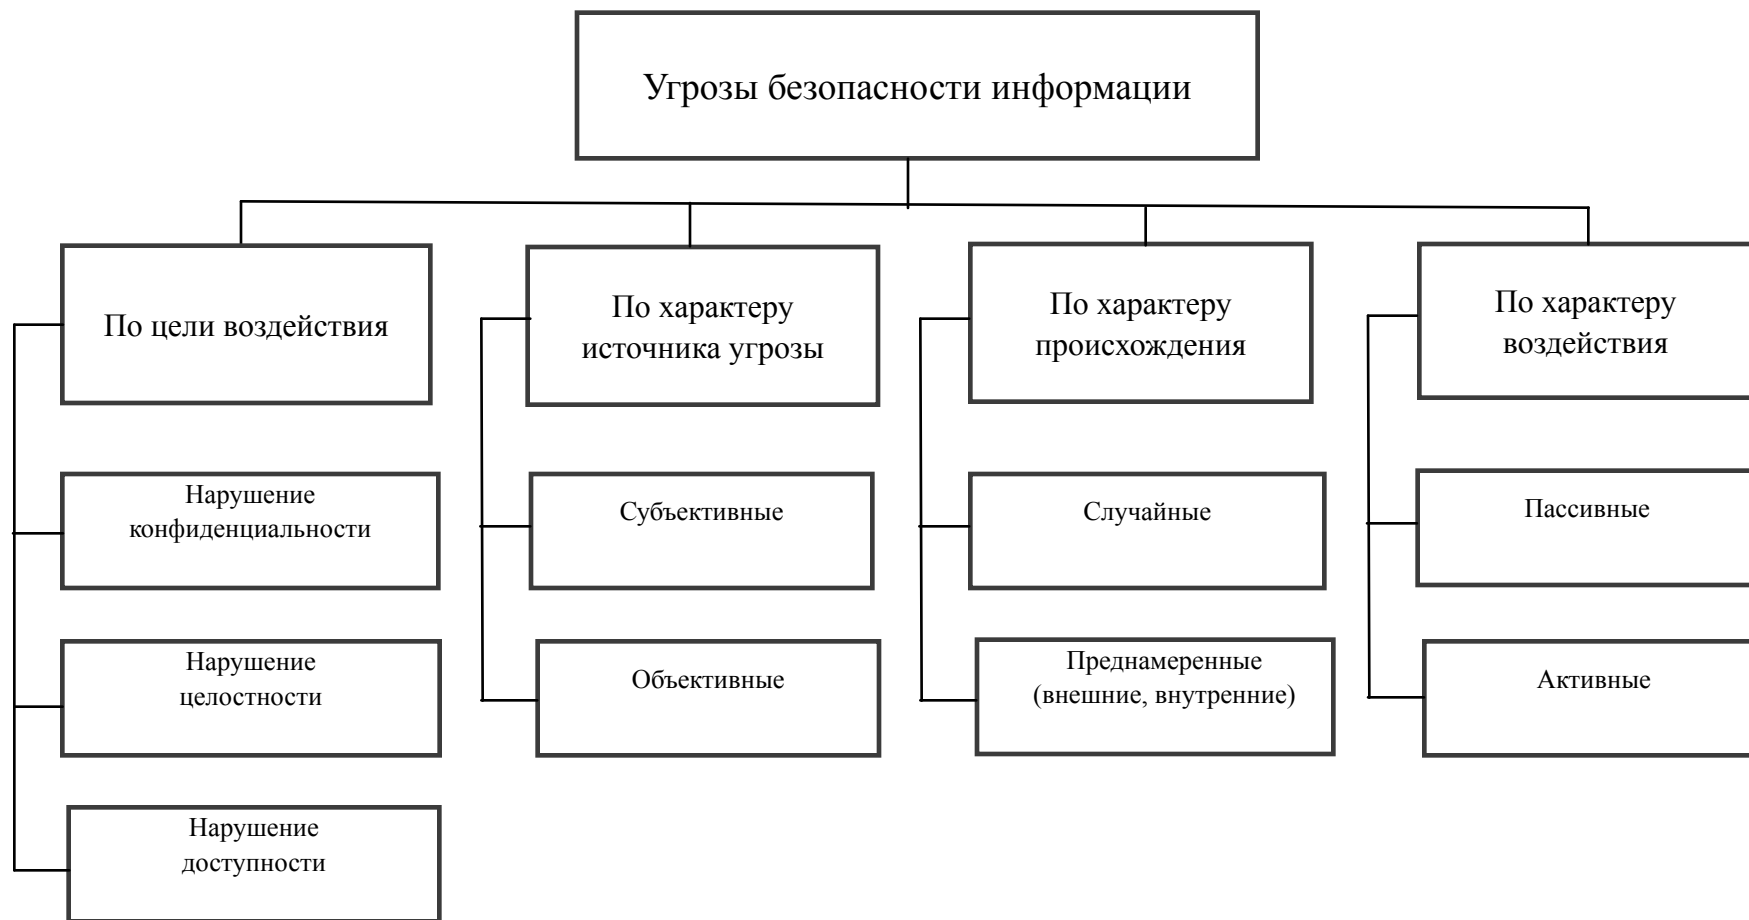 Угрозы безопасности информации
По цели воздействия
Нарушение
конфиденциальности
Нарушение
целостности
Нарушение
доступности
По характеру
источника угрозы
Субъективные
Объективные
По характеру
происхождения
Случайные
Преднамеренные
(внешние, внутренние)
По характеру
воздействия
Пассивные
Активные